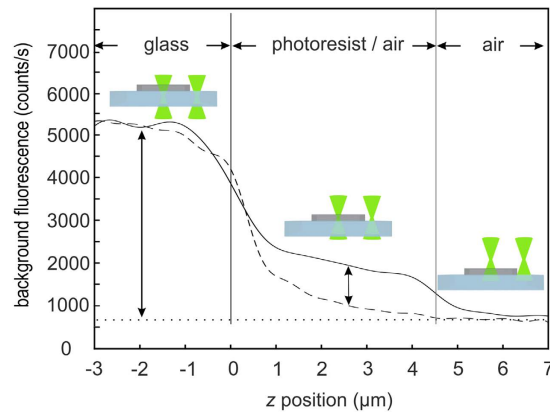 glass photoresist / air air
7000
6000
5000
4000
3000
2000
1000
0
background fluorescence (counts/s)
-3 -2 -1 0 1 2 3 4 5 6 7
z position (µm)